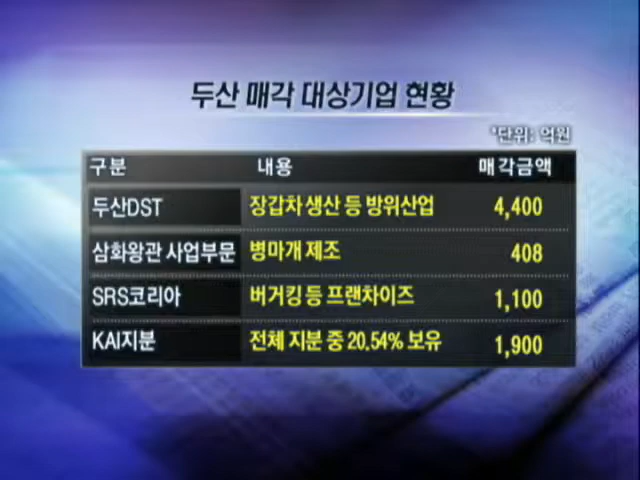 두산 매각 대상기업 현황
*단위: 억원
구분 내용 매각금액
두산DST 장갑차 생산 등 방위산업 4,400
삼화왕관 사업부문 병마개 제조 408
SRS코리아 버거킹 등 프랜차이즈 1,100
KAI지분 전체 지분 중 20.54% 보유 1,900